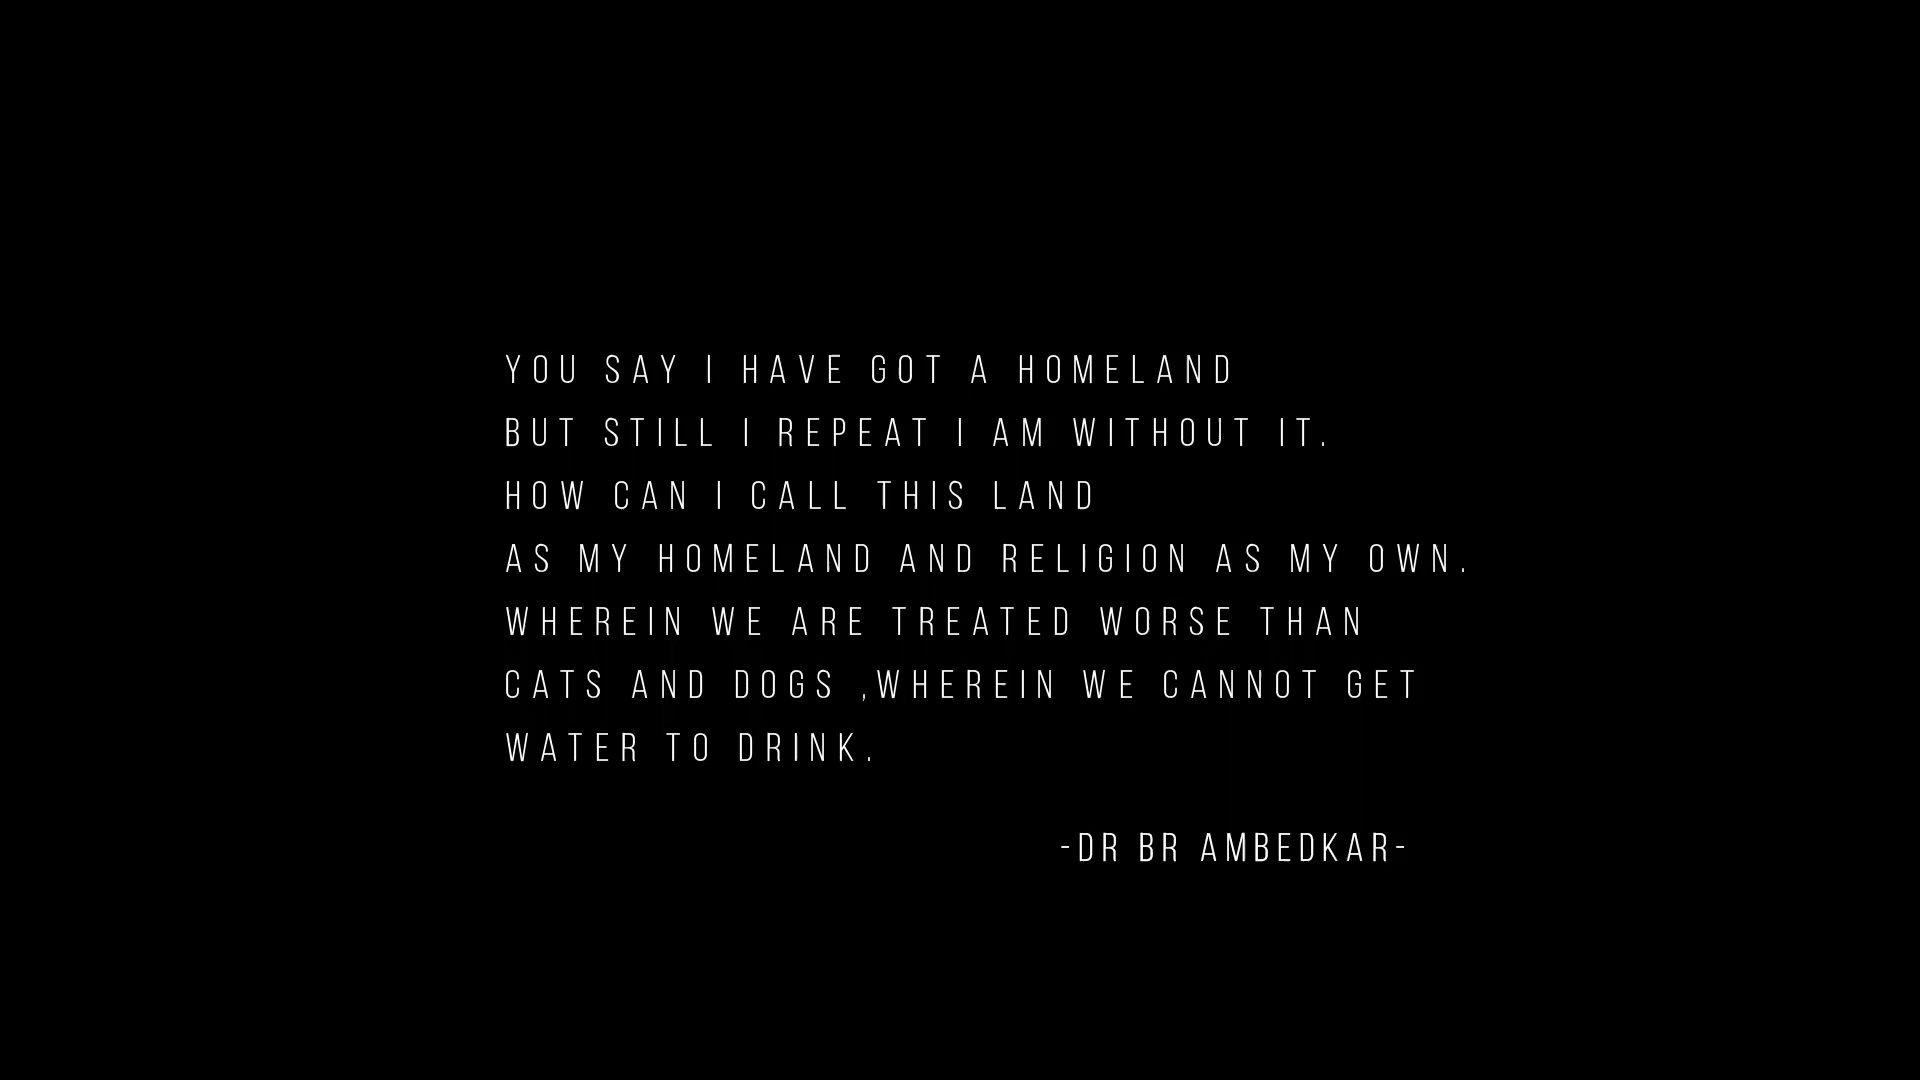 YOU SAY I HAVE GOT A HOMELAND
BUT STILL I REPEAT I AM WITHOUT IT.
HOW CAN I CALL THIS LAND
AS MY HOMELAND AND RELIGION AS MY OWN.
WHEREIN WE ARE TREATED WORSE THAN
CATS AND DOGS ,WHEREIN WE CANNOT GET
WATER TO DRINK.
-DR BR AMBEDKAR-